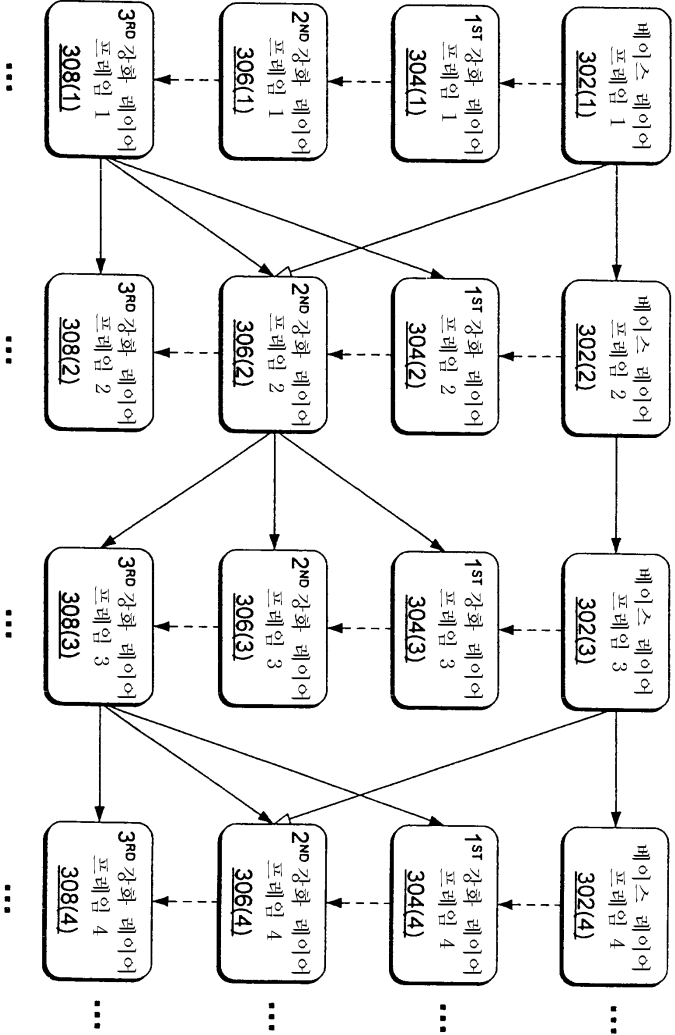 베이스 레이어
프레임 1
302(1)
베이스 레이어
프레임 2
302(2)
베이스 레이어
프레임 3
302(3)
베이스 레이어
프레임 4
302(4)
...
1ST 강화 레이어
프레임 1
304(1)
1ST 강화 레이어
프레임 2
304(2)
1ST 강화 레이어
프레임 3
304(3)
1ST 강화 레이어
프레임 4
304(4)
...
2ND 강화 레이어
프레임 1
306(1)
2ND 강화 레이어
프레임 2
306(2)
2ND 강화 레이어
프레임 3
306(3)
2ND 강화 레이어
프레임 4
306(4)
...
3RD 강화 레이어
프레임 1
308(1)
3RD 강화 레이어
프레임 2
308(2)
3RD 강화 레이어
프레임 3
308(3)
3RD 강화 레이어
프레임 4
308(4)
...
...
...
...
...